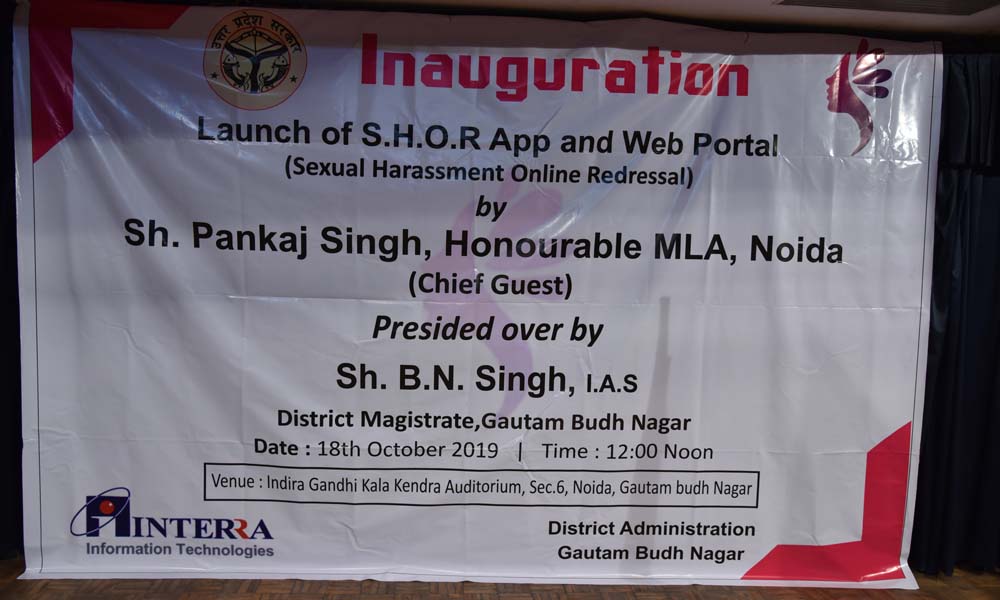 उत्तर प्रदेश सरकार
Inauguration
Launch of S.H.O.R App and Web Portal
(Sexual Harassment Online Redressal)
by
Sh. Pankaj Singh, Honourable MLA, Noida
(Chief Guest)
Presided over by
Sh. B.N. Singh, I.A.S
District Magistrate,Gautam Budh Nagar
Date : 18th October 2019 | Time : 12:00 Noon
Venue : Indira Gandhi Kala Kendra Auditorium, Sec.6, Noida, Gautam budh Nagar
INTERRA
Information Technologies
District Administration
Gautam Budh Nagar